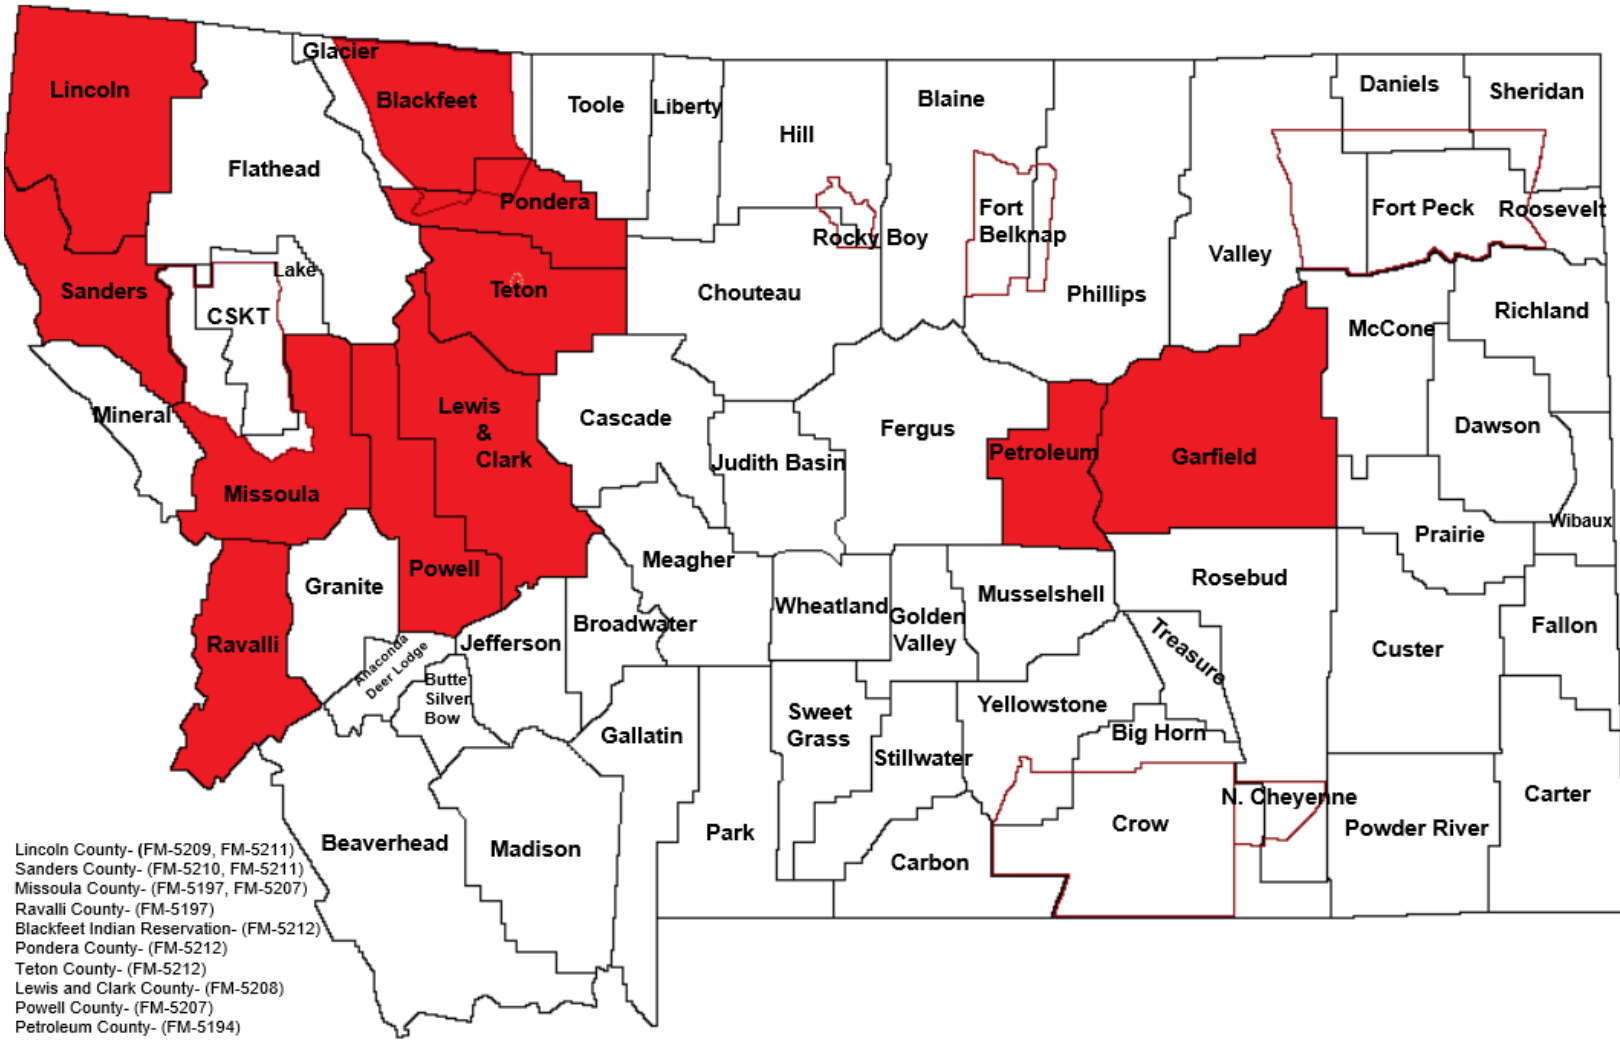 Glacier
Lincoln
Blackfeet
Toole
Liberty
Hill
Blaine
Daniels
Sheridan
Flathead
Pondera
Rocky Boy
Fort
Belknap
Phillips
Valley
Fort Peck
Roosevelt
Sanders
Lake
CSKT
Teton
Chouteau
McCone
Richland
Mineral
Missoula
Lewis
&
Clark
Cascade
Judith Basin
Fergus
Petroleum
Garfield
Dawson
Prairie
Wibaux
Powell
Granite
Meagher
Wheatland
Golden
Valley
Musselshell
Rosebud
Ravalli
Anaconda
Deer Lodge
Jefferson
Broadwater
Treasure
Custer
Fallon
Butte
Silver
Bow
Gallatin
Sweet
Grass
Stillwater
Yellowstone
Big Horn
N. Cheyenne
Crow
Powder River
Carter
Beaverhead
Madison
Park
Carbon
Lincoln County- (FM-5209, FM-5211)
Sanders County- (FM-5210, FM-5211)
Missoula County- (FM-5197, FM-5207)
Ravalli County- (FM-5197)
Blackfeet Indian Reservation- (FM-5212)
Pondera County- (FM-5212)
Teton County- (FM-5212)
Lewis and Clark County- (FM-5208)
Powell County- (FM-5207)
Petroleum County- (FM-5194)